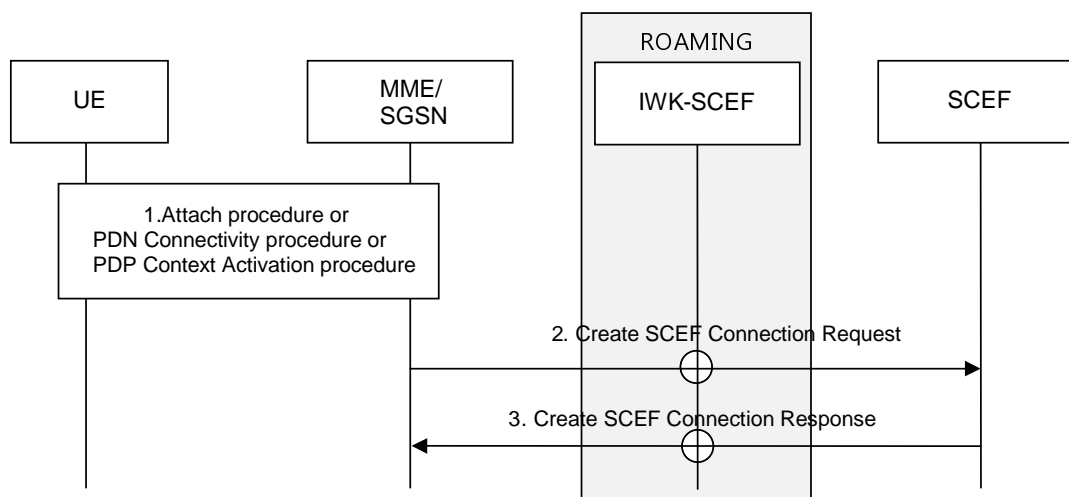 ROAMING
UE
MME/
SGSN
IWK-SCEF
SCEF
1.Attach procedure or
PDN Connectivity procedure or
PDP Context Activation procedure
2. Create SCEF Connection Request
3. Create SCEF Connection Response